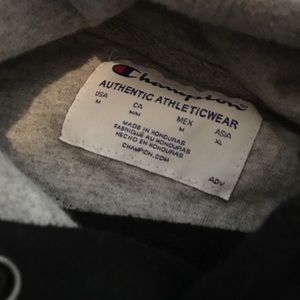 Champion
AUTHENTIC ATHLETICWEAR
USA CA MEX ASIA
M M/M M XL
MADE IN HONDURAS
FABRIQUÉ AU HONDURAS
HECHO EN HONDURAS
CHAMPION.COM
ADV